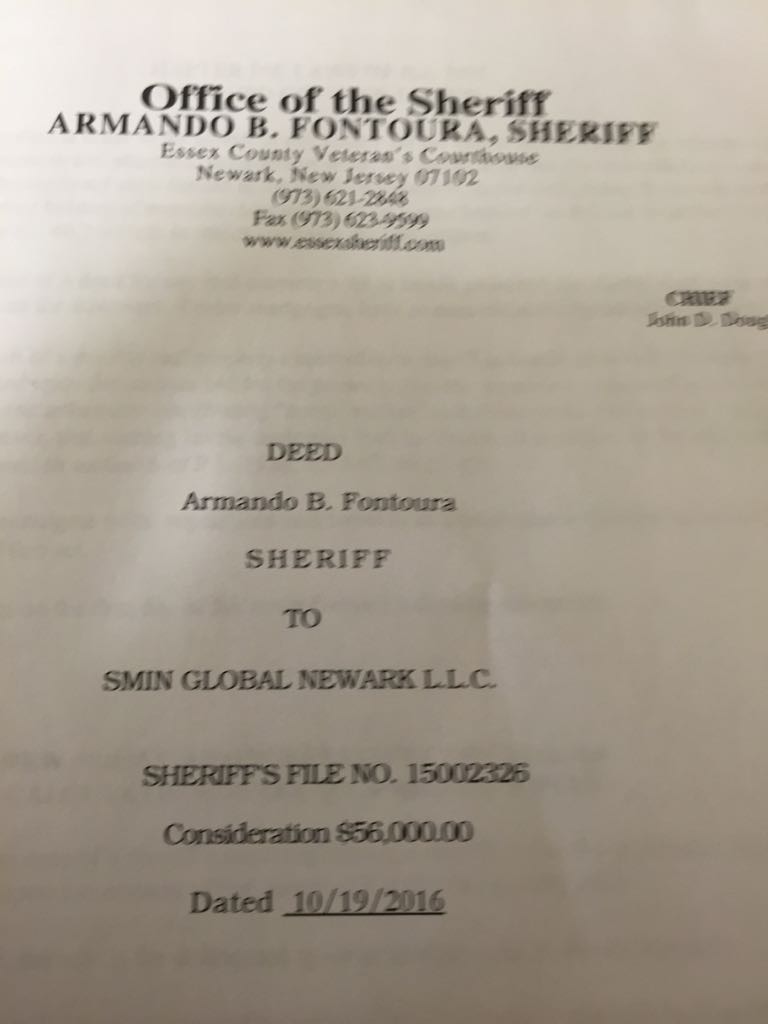 Office of the Sheriff
ARMANDO B. FONTOURA, SHERIFF
Essex County Veteran's Courthouse
Newark, New Jersey 07102
(973) 621-2848
Fax (973) 623-9599
www.essexsheriff.com
CHIEF
John D. Doug
DEED
Armando B. Fontoura
SHERIFF
TO
SMIN GLOBAL NEWARK L.L.C.
SHERIFF'S FILE NO. 15002326
Consideration $56,000.00
Dated 10/19/2016